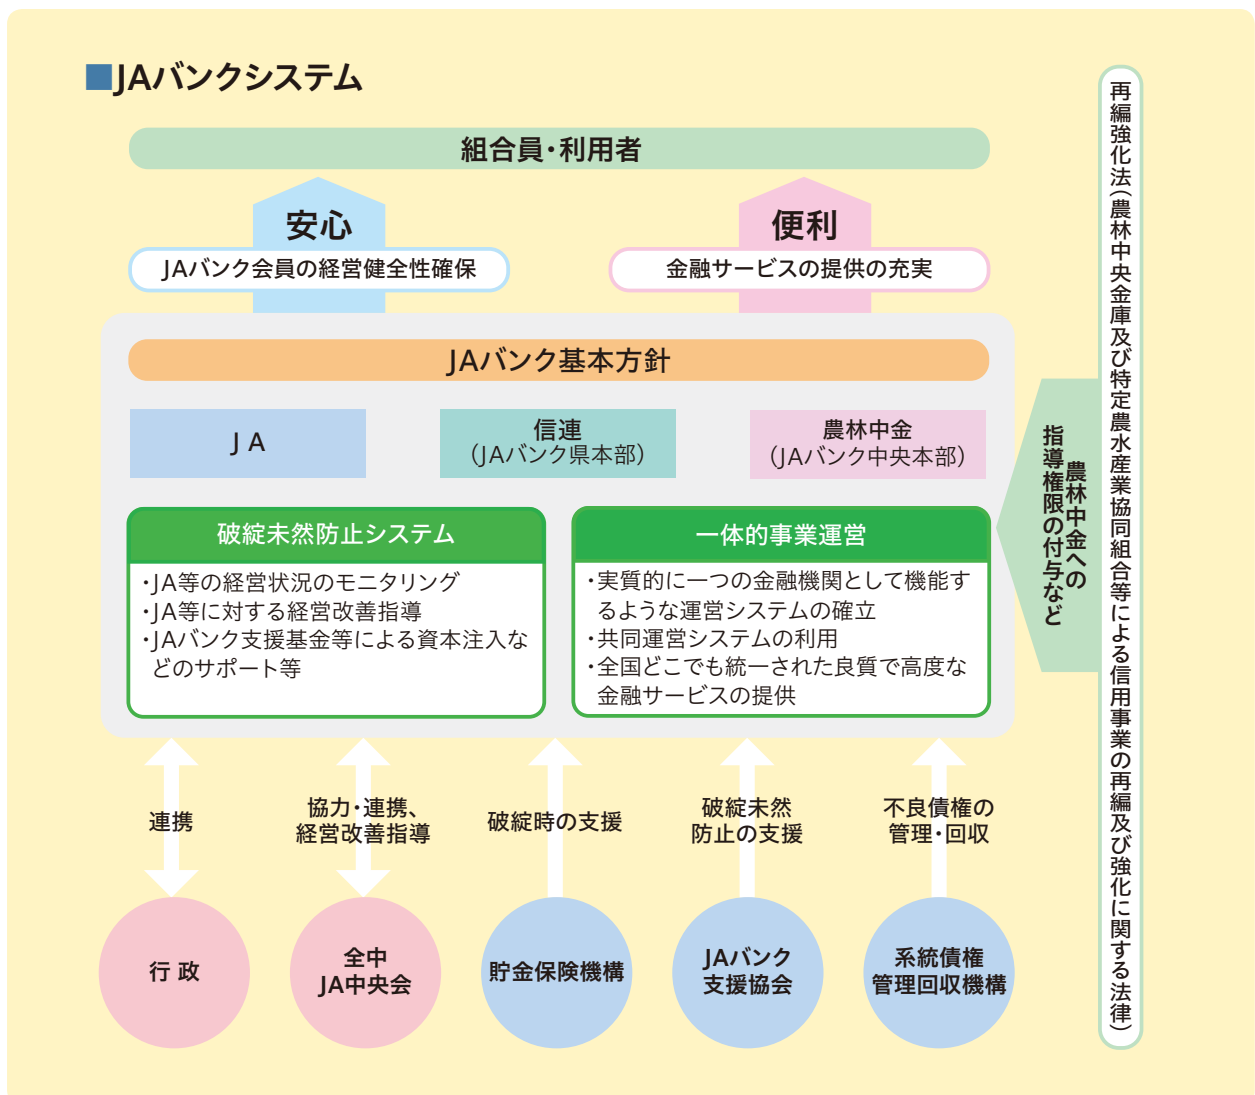 ■JAバンクシステム
組合員・利用者
安心
JAバンク会員の経営健全性確保
便利
金融サービスの提供の充実
JAバンク基本方針
JA
信連
（JAバンク県本部）
農林中金
（JAバンク中央本部）
破綻未然防止システム
・JA等の経営状況のモニタリング
・JA等に対する経営改善指導
・JAバンク支援基金等による資本注入な
どのサポート等
一体的事業運営
・実質的に一つの金融機関として機能す
るような運営システムの確立
・共同運営システムの利用
・全国どこでも統一された良質で高度な
金融サービスの提供
農林中金への
指導権限の付与など
再編強化法（農林中央金庫及び特定農水産業協同組合等による信用事業の再編及び強化に関する法律）
連携
協力・連携、
経営改善指導
破綻時の支援
破綻未然
防止の支援
不良債権の
管理・回収
行政
全中
JA中央会
貯金保険機構
JAバンク
支援協会
系統債権
管理回収機構